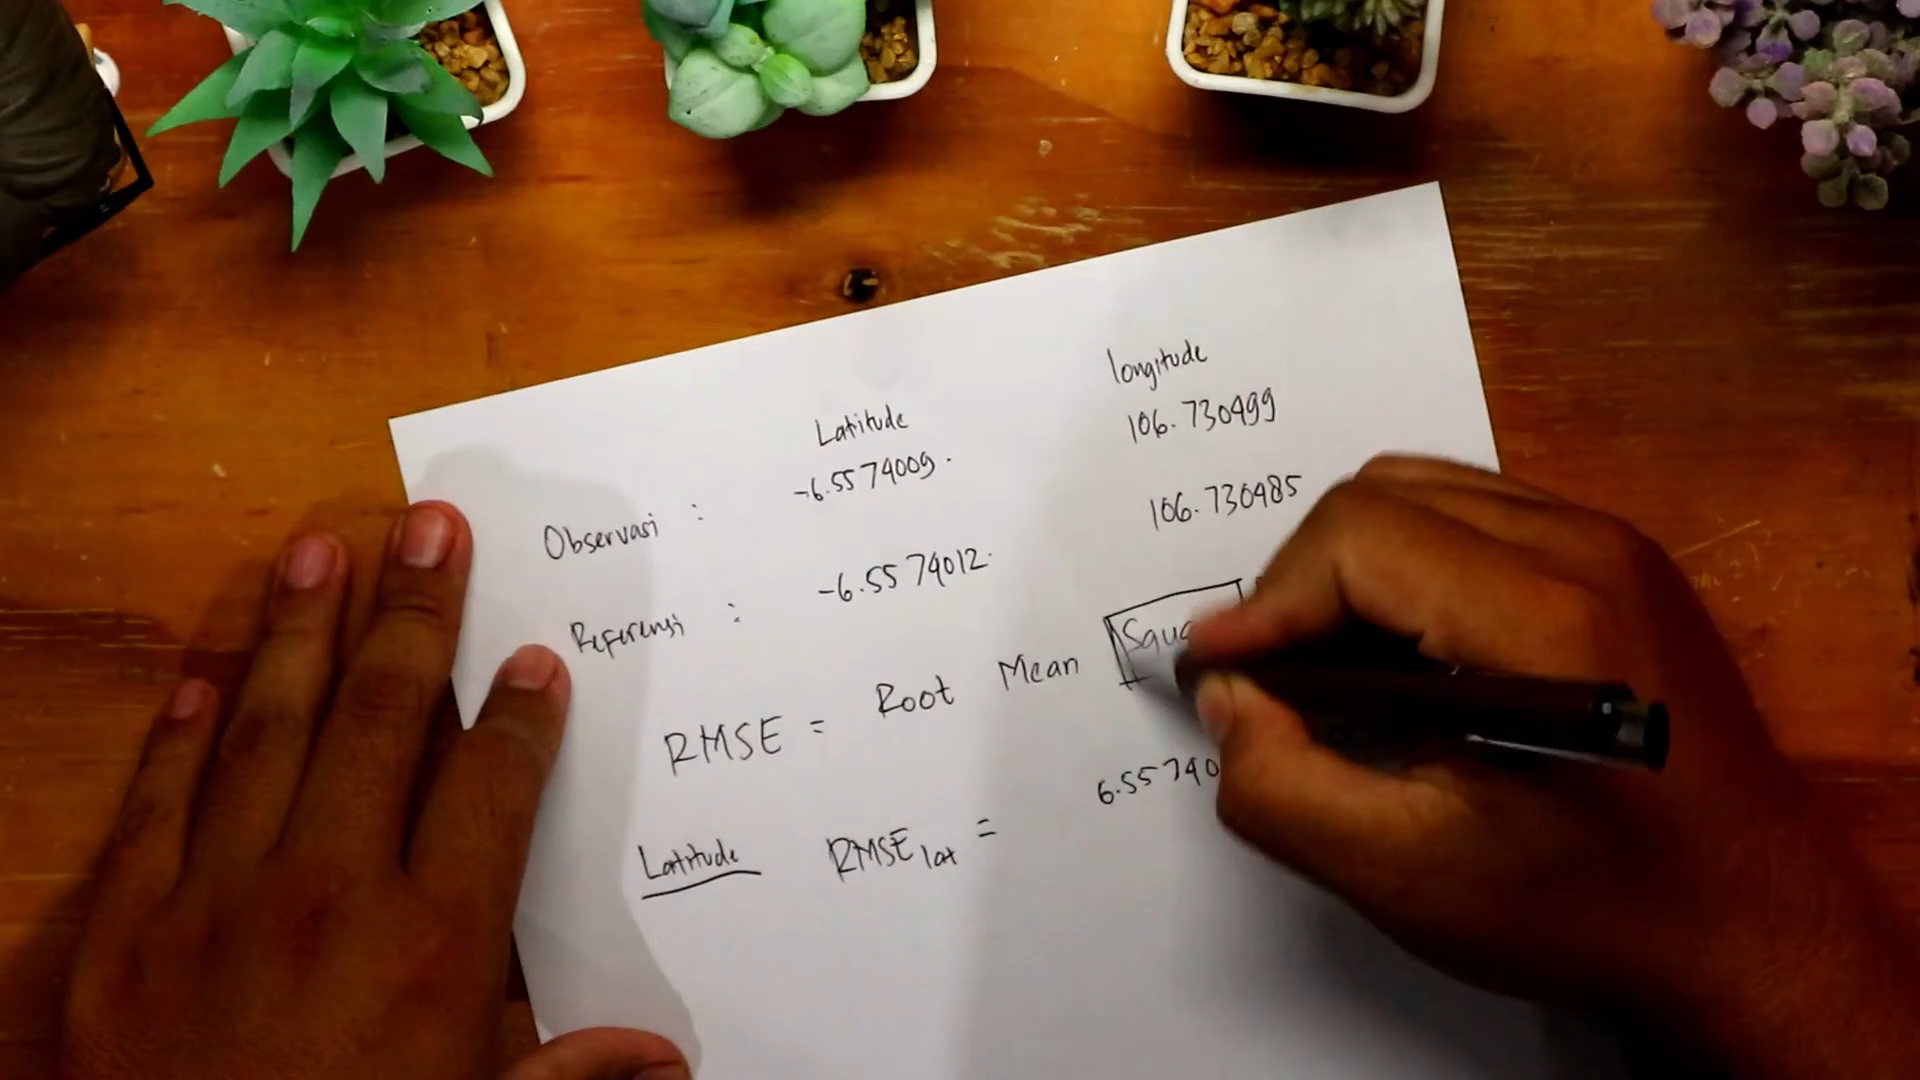 Latitude longitude
Observasi : -6.5574009. 106.730499
Referensi : -6.5574012. 106.730485
RMSE = Root Mean
Latitude RMSE lat = 6.55740